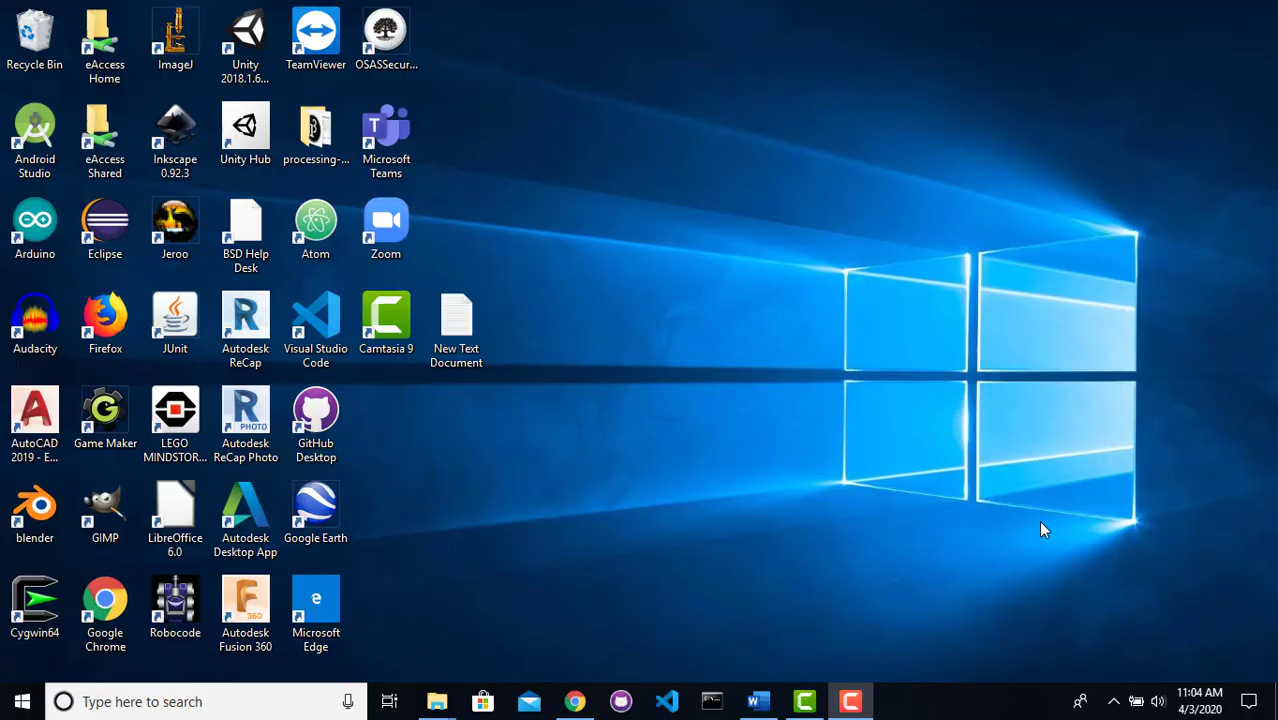 Recycle Bin
eAccess
Home
ImageJ
Unity
2018.1.6...
TeamViewer
OSASSecur...
Android
Studio
eAccess
Shared
Inkscape
0.92.3
Unity Hub
processing-...
Microsoft
Teams
Arduino
Eclipse
Jeroo
BSD Help
Desk
Atom
Zoom
Audacity
Firefox
JUnit
Autodesk
ReCap
Visual Studio
Code
Camtasia 9
New Text
Document
AutoCAD
2019 - E...
Game Maker
LEGO
MINDSTOR...
PHOTO
Autodesk
ReCap Photo
GitHub
Desktop
blender
GIMP
LibreOffice
6.0
Autodesk
Desktop App
Google Earth
Cygwin64
Google
Chrome
Robocode
360
Autodesk
Fusion 360
Microsoft
Edge
Type here to search
11:04 AM
4/3/2020